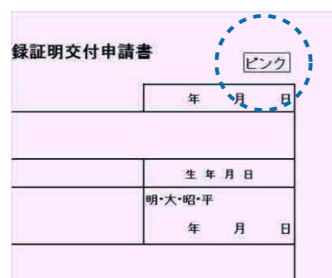 録証明交付申請書
ピンク
年 月 日
生年月日
明・大・昭・平
年 月 日